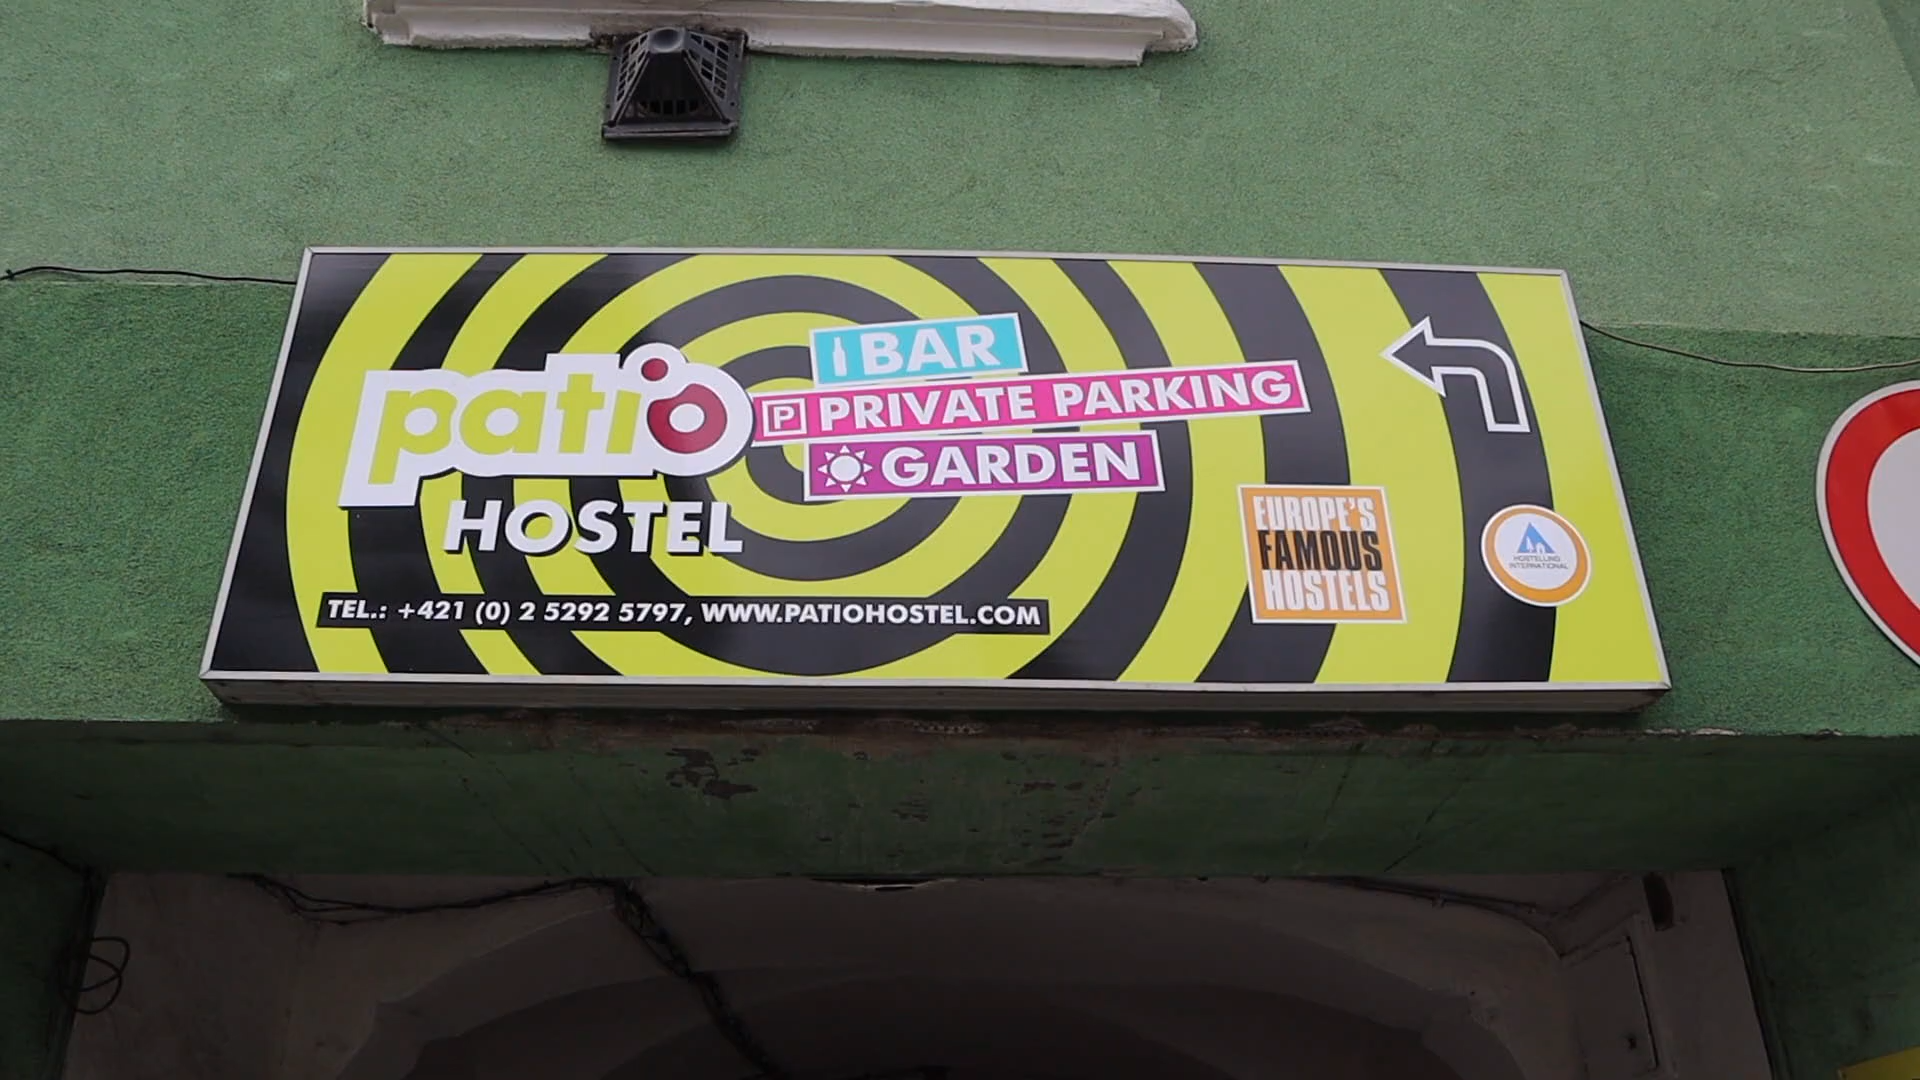 patio
HOSTEL
BAR
P PRIVATE PARKING
GARDEN
TEL.: +421 (0) 2 5292 5797, WWW.PATIOHOSTEL.COM
EUROPE'S
FAMOUS
HOSTELS
HOSTELLING
INTERNATIONAL